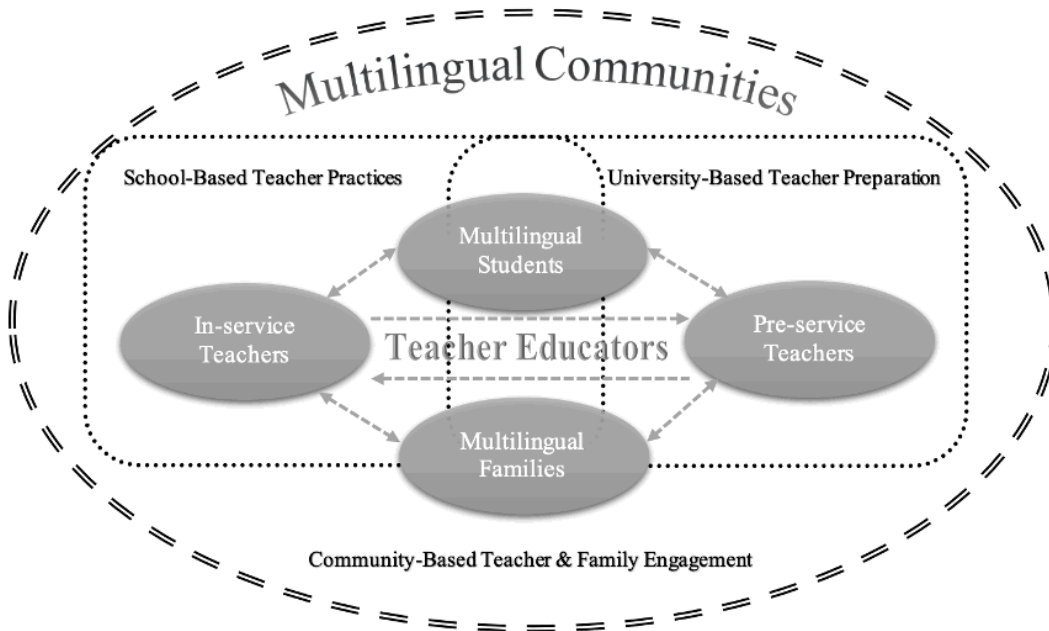 Multilingual Communities
School-Based Teacher Practices
University-Based Teacher Preparation
Multilingual
Students
In-service
Teachers
Teacher Educators
Pre-service
Teachers
Multilingual
Families
Community-Based Teacher & Family Engagement